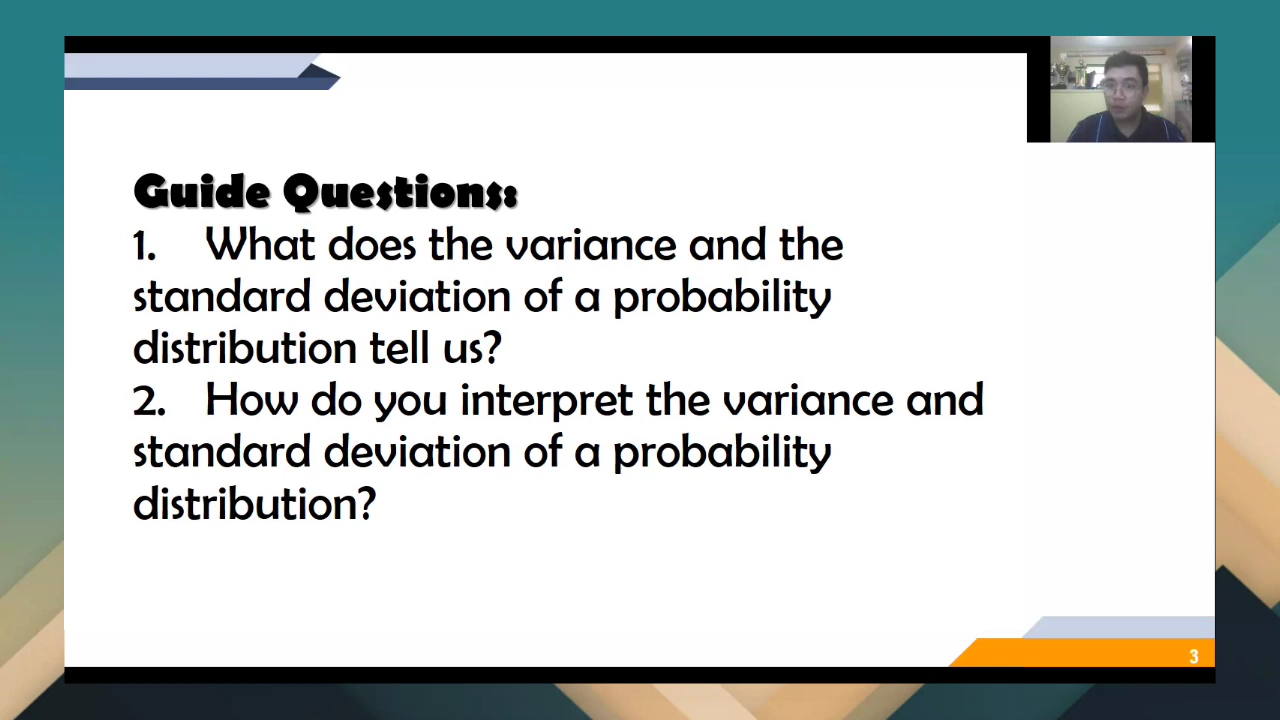 Guide Questions:
1. What does the variance and the
standard deviation of a probability
distribution tell us?
2. How do you interpret the variance and
standard deviation of a probability
distribution?
3